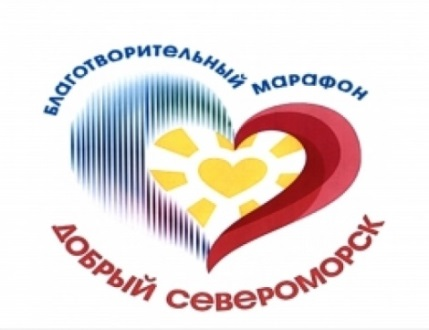 Благотворительный марафон
ДОБРЫЙ СЕВЕРОМОРСК